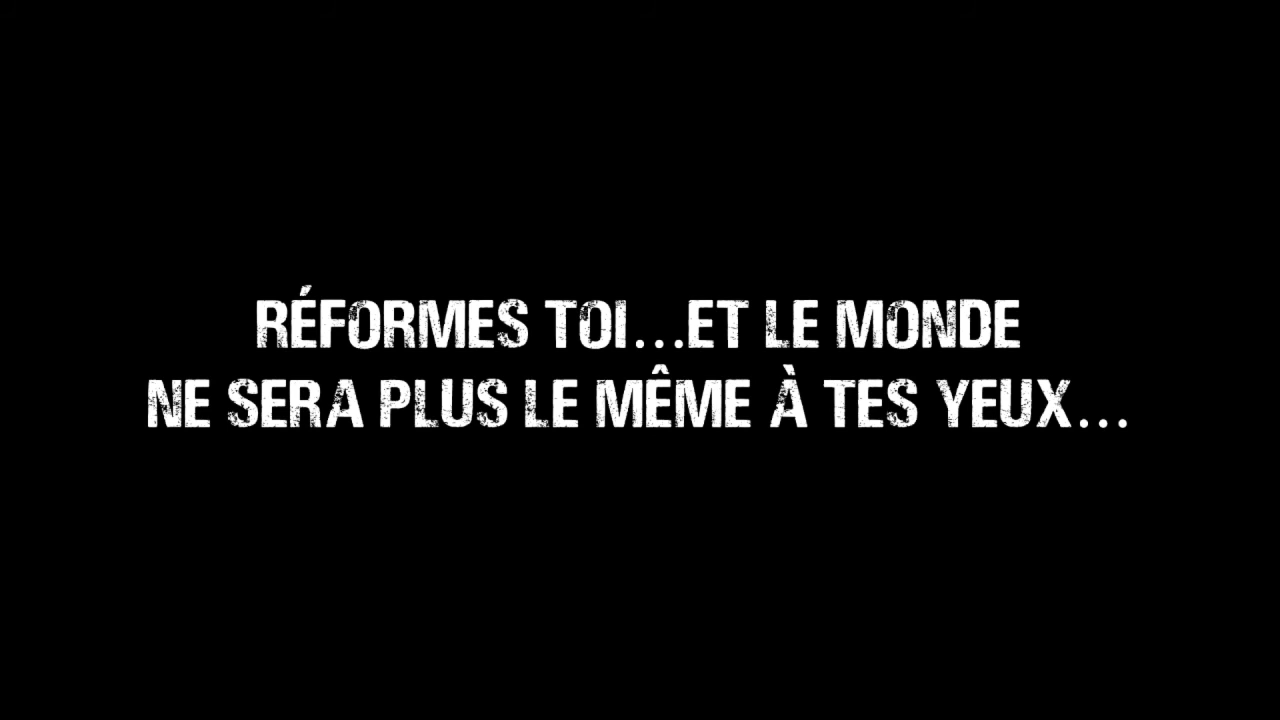 RÉFORMES TOI...ET LE MONDE
NE SERA PLUS LE MÊME À TES YEUX...